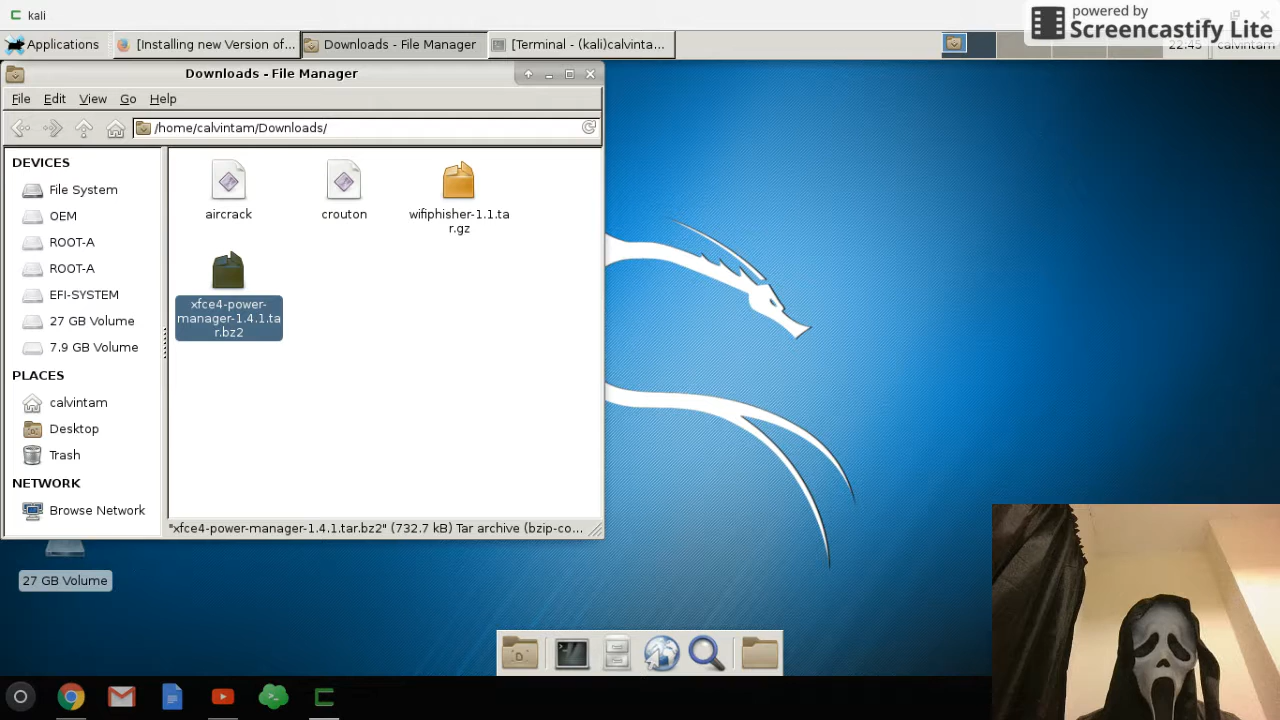 kali
powered by
Screencastify Lite
Applications
[Installing new Version of...
Downloads - File Manager
[Terminal - (kali)calvinta...
22:45
calvintam
Downloads - File Manager
File Edit View Go Help
/home/calvintam/Downloads/
DEVICES
File System
OEM
ROOT-A
ROOT-A
EFI-SYSTEM
27 GB Volume
7.9 GB Volume
PLACES
calvintam
Desktop
Trash
NETWORK
Browse Network
aircrack
crouton
wifiphisher-1.1.ta
r.gz
xfce4-power-
manager-1.4.1.ta
r.bz2
"xfce4-power-manager-1.4.1.tar.bz2" (732.7 kB) Tar archive (bzip-co...
27 GB Volume